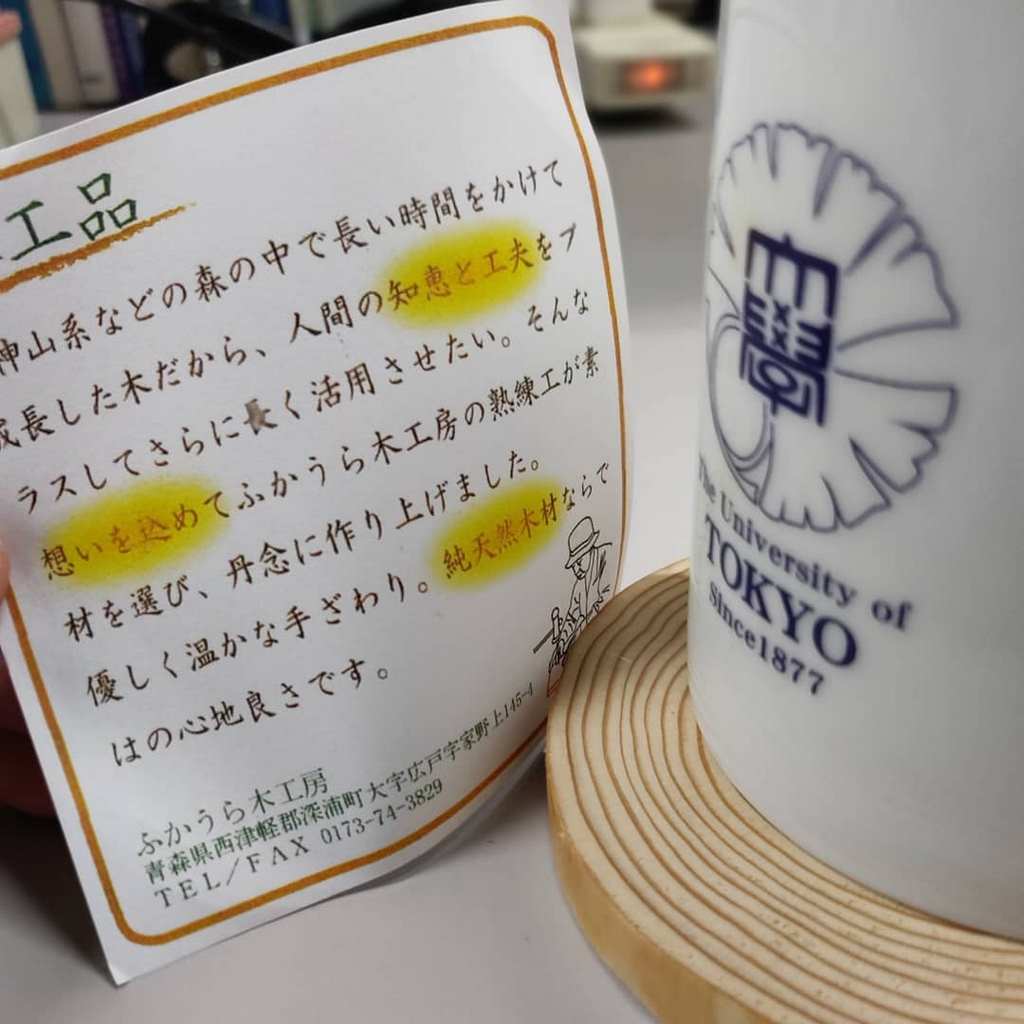 工品
神山系などの森の中で長い時間をかけて
成長した木だから、人間の知恵と工夫をプ
ラスしてさらに長く活用させたい。そんな
想いを込めてふかうら木工房の熟練工が素
材を選び、丹念に作り上げました。
優しく温かな手ざわり。純天然木材ならで
はの心地良さです。
ふかうら木工房
青森県西津軽郡深浦町大字広戸字家野上145-4
TEL/FAX 0173-74-3829
The University of
TOKYO
Since1877